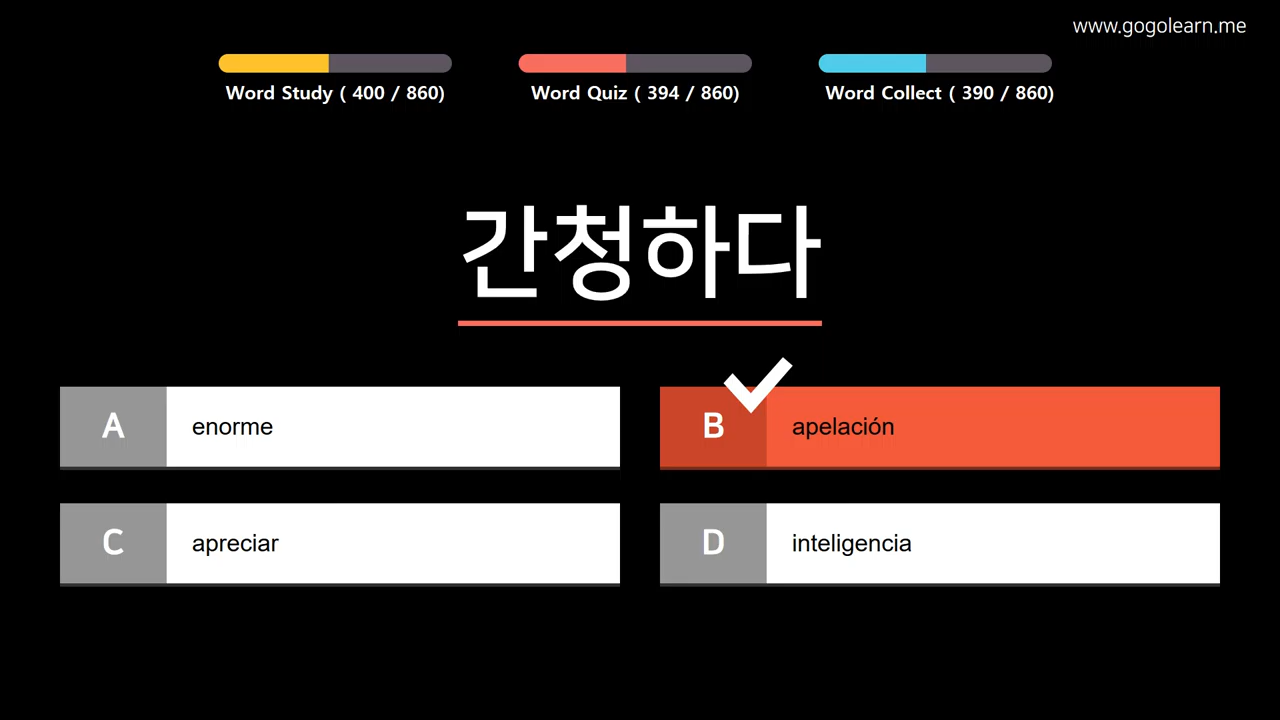 www.gogolearn.me
Word Study ( 400 / 860)
Word Quiz ( 394 / 860)
Word Collect ( 390 / 860)
간청하다
A enorme
B apelación
C apreciar
D inteligencia